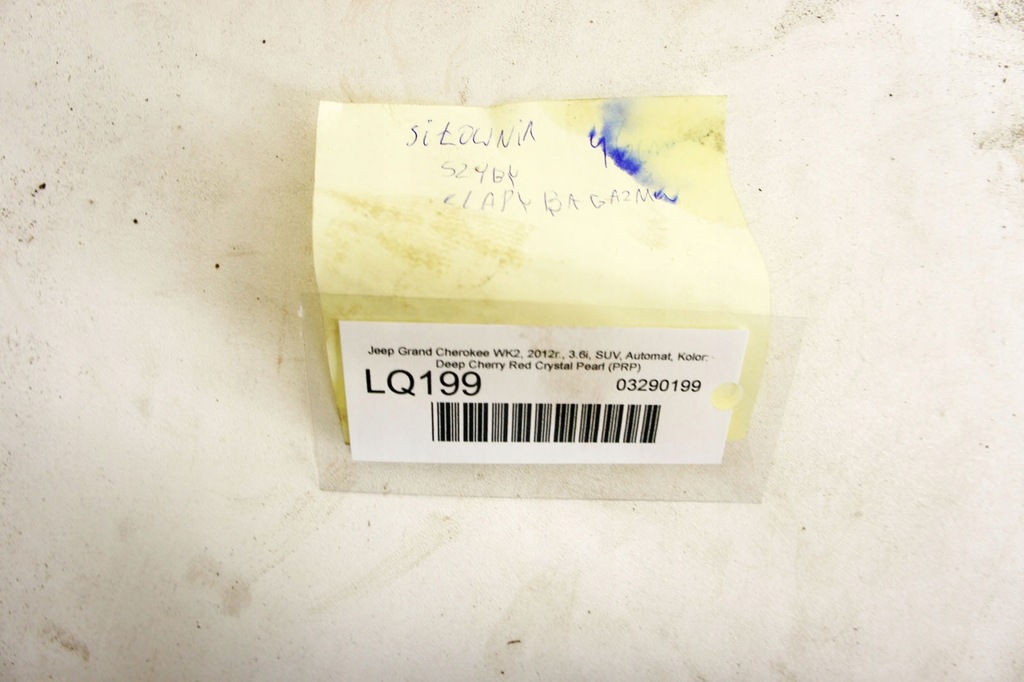 SIŁOWNIA
SZYBY
KLAPY BAGAZN
Jeep Grand Cherokee WK2, 2012r., 3.6i, SUV, Automat, Kolor:
Deep Cherry Red Crystal Pearl (PRP)
LQ199
03290199